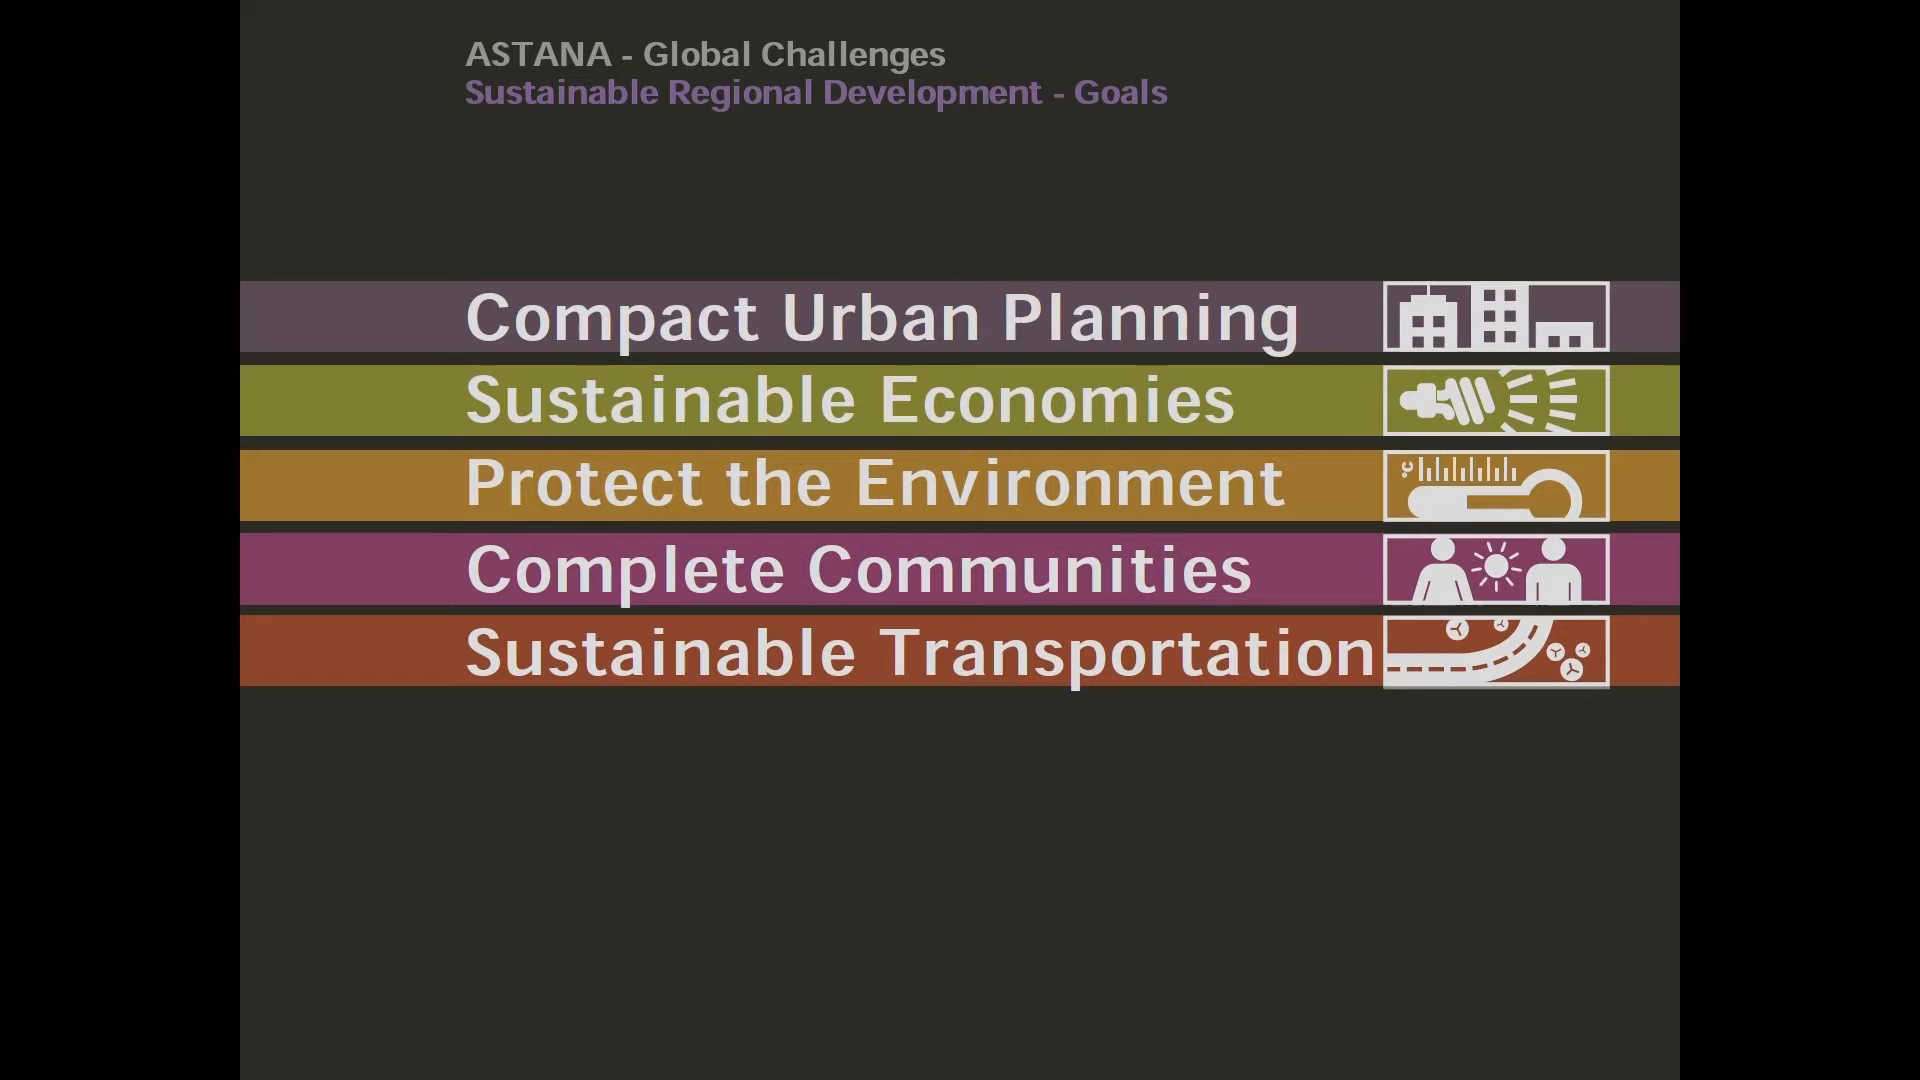 ASTANA - Global Challenges
Sustainable Regional Development - Goals
Compact Urban Planning
Sustainable Economies
Protect the Environment
Complete Communities
Sustainable Transportation